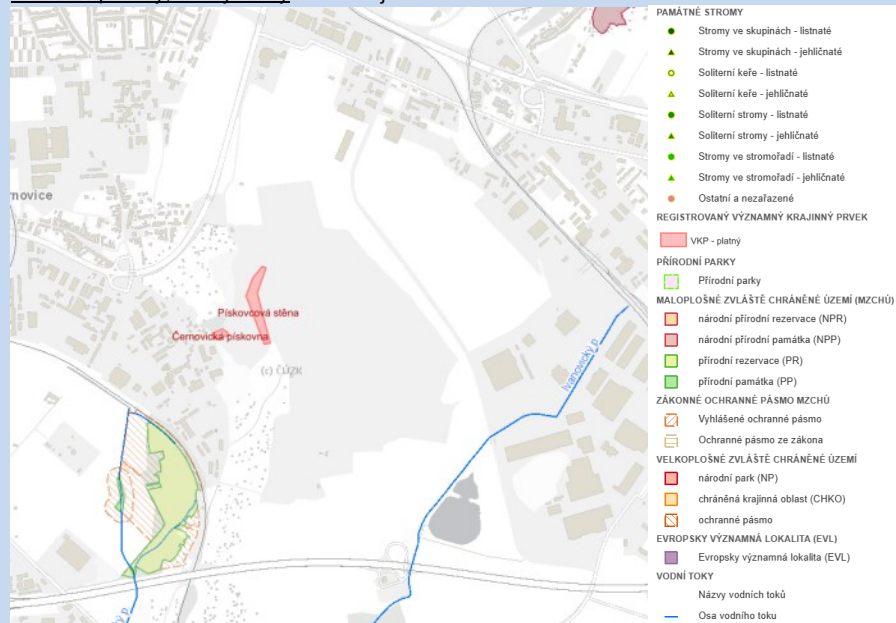 rnovice
Pískovcová stěna
Černovická pískovna
(c) ČÚZK
Ivanovický p
PAMÁTNÉ STROMY
Stromy ve skupinách - listnaté
Stromy ve skupinách - jehličnaté
Soliterní keře - listnaté
Soliterní keře - jehličnaté
Soliterní stromy - listnaté
Soliterní stromy - jehličnaté
Stromy ve stromořadí - listnaté
Stromy ve stromořadí - jehličnaté
Ostatní a nezařazené
REGISTROVANÝ VÝZNAMNÝ KRAJINNÝ PRVEK
VKP - platný
PŘÍRODNÍ PARKY
Přírodní parky
MALOPLOŠNÉ ZVLÁŠTĚ CHRÁNĚNÉ ÚZEMÍ (MZCHÚ)
národní přírodní rezervace (NPR)
národní přírodní památka (NPP)
přírodní rezervace (PR)
přírodní památka (PP)
ZÁKONNÉ OCHRANNÉ PÁSMO MZCHÚ
Vyhlášené ochranné pásmo
Ochranné pásmo ze zákona
VELKOPLOŠNÉ ZVLÁŠTĚ CHRÁNĚNÉ ÚZEMÍ
národní park (NP)
chráněná krajinná oblast (CHKO)
ochranné pásmo
EVROPSKY VÝZNAMNÁ LOKALITA (EVL)
Evropsky významná lokalita (EVL)
VODNÍ TOKY
Názvy vodních toků
Osa vodního toku